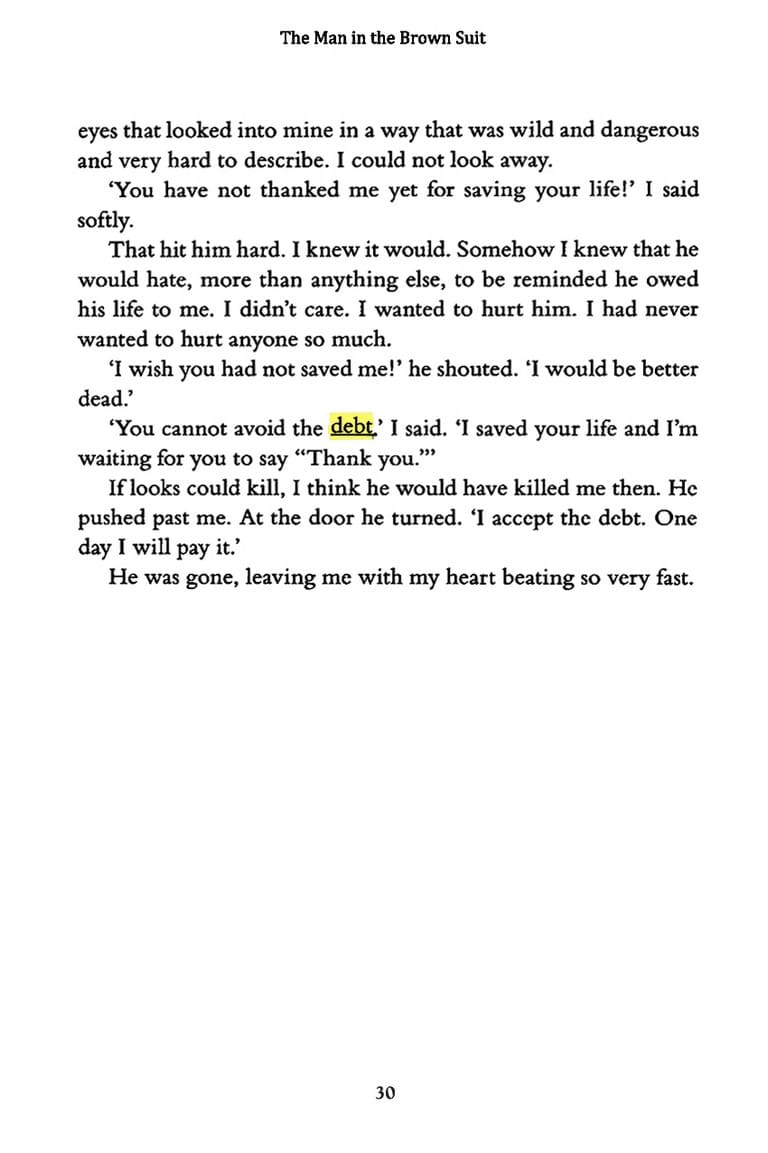 The Man in the Brown Suit
eyes that looked into mine in a way that was wild and dangerous
and very hard to describe. I could not look away.
‘You have not thanked me yet for saving your life!’ I said
softly.
That hit him hard. I knew it would. Somehow I knew that he
would hate, more than anything else, to be reminded he owed
his life to me. I didn’t care. I wanted to hurt him. I had never
wanted to hurt anyone so much.
‘I wish you had not saved me!’ he shouted. ‘I would be better
dead.’
‘You cannot avoid the debt,’ I said. ‘I saved your life and I’m
waiting for you to say “Thank you.”’
If looks could kill, I think he would have killed me then. He
pushed past me. At the door he turned. ‘I accept the debt. One
day I will pay it.’
He was gone, leaving me with my heart beating so very fast.
30